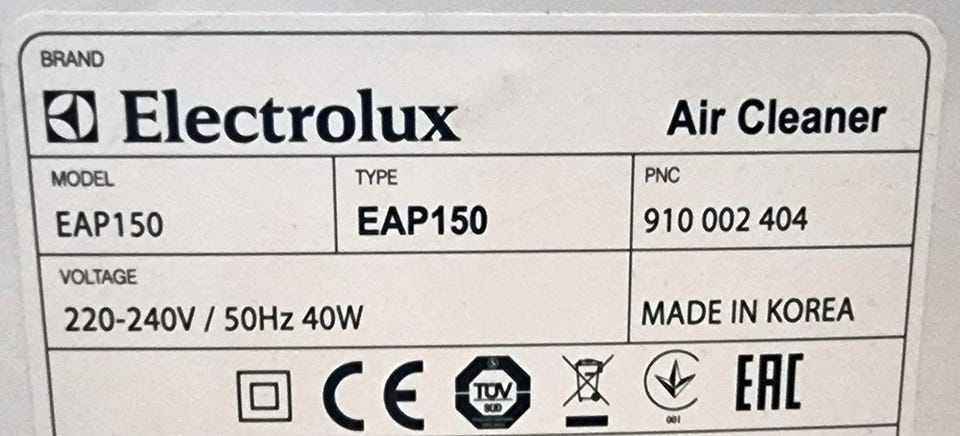 BRAND
Electrolux Air Cleaner
MODEL TYPE PNC
EAP150 EAP150 910 002 404
VOLTAGE
220-240V / 50Hz 40W MADE IN KOREA
CE TÜV SÜD 001 EAC